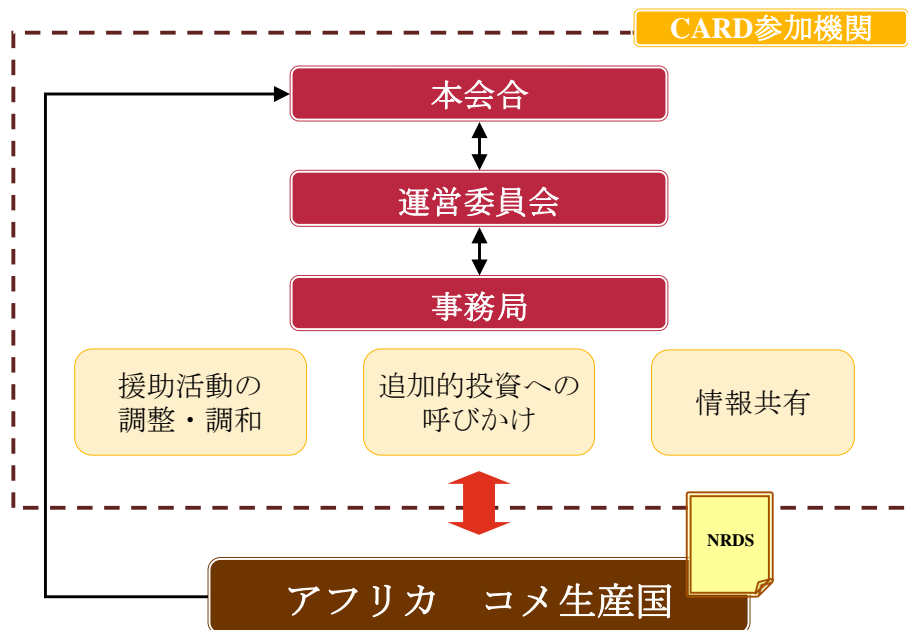 CARD参加機関
本会合
運営委員会
事務局
援助活動の
調整・調和
追加的投資への
呼びかけ
情報共有
NRDS
アフリカ　コメ生産国